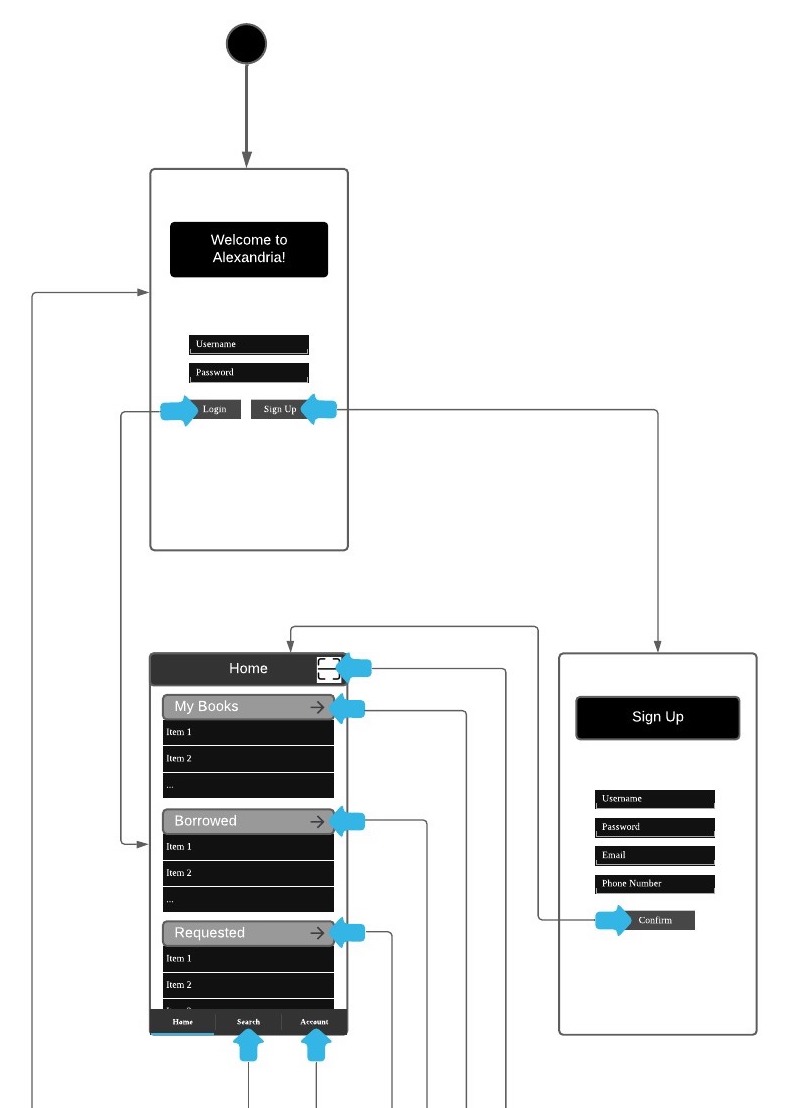 Welcome to
Alexandria!
Username
Password
Login
Sign Up
Home
My Books
Item 1
Item 2
...
Borrowed
Item 1
Item 2
...
Requested
Item 1
Item 2
Home
Search
Account
Sign Up
Username
Password
Email
Phone Number
Confirm